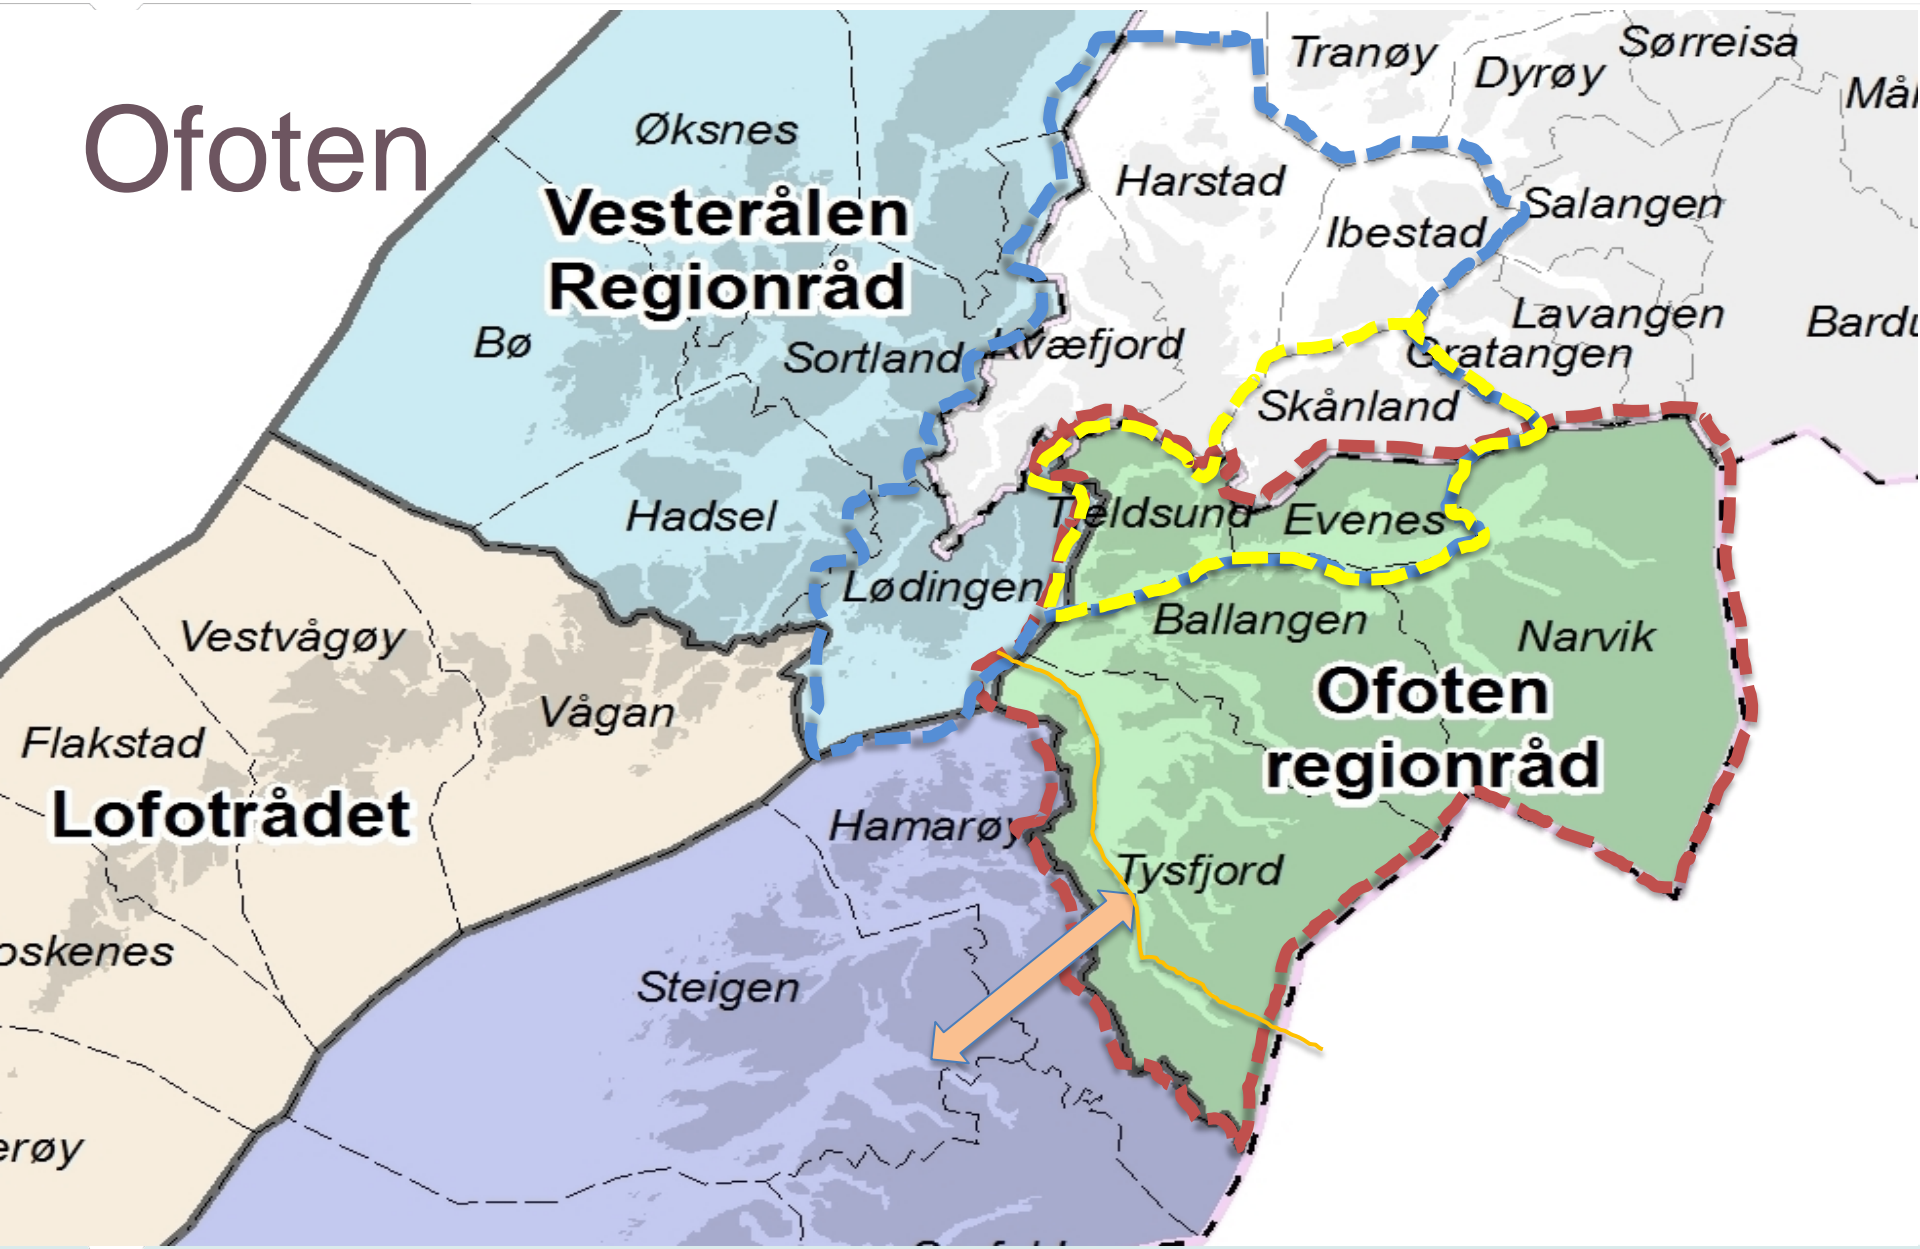 Ofoten
Tranøy
Dyrøy
Sørreisa
Øksnes
Harstad
Vesterålen
Regionråd
Ibestad
Salangen
Bø
Sortland
Kvæfjord
Lavangen
Gratangen
Skånland
Hadsel
Tjeldsund
Evenes
Lødingen
Ballangen
Narvik
Vestvågøy
Vågan
Ofoten
regionråd
Flakstad
Lofotrådet
Hamarøy
Tysfjord
Steigen